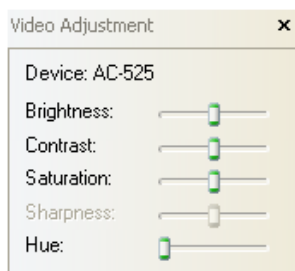 Video Adjustment
Device: AC-525
Brightness:
Contrast:
Saturation:
Sharpness:
Hue: